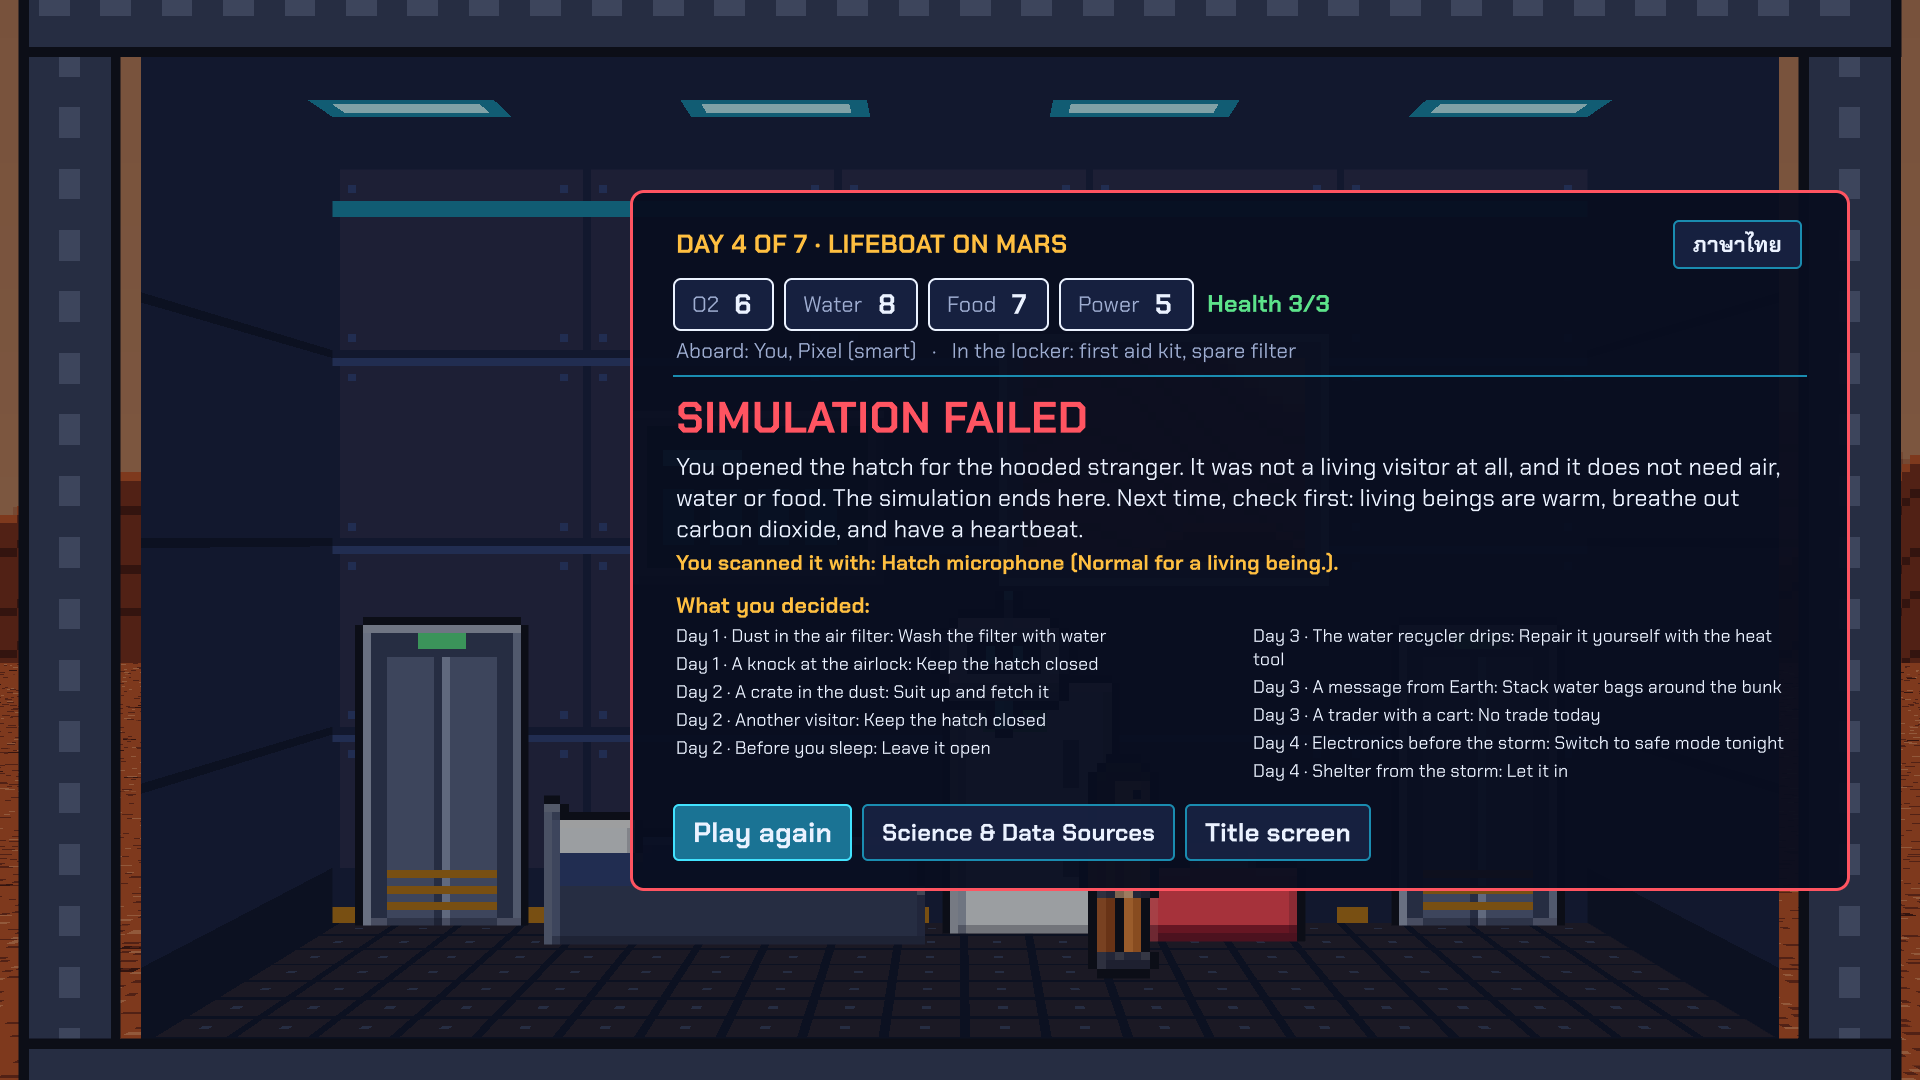 DAY 4 OF 7 · LIFEBOAT ON MARS
ภาษาไทย
O2 6 Water 8 Food 7 Power 5 Health 3/3
Aboard: You, Pixel (smart) · In the locker: first aid kit, spare filter
SIMULATION FAILED
You opened the hatch for the hooded stranger. It was not a living visitor at all, and it does not need air,
water or food. The simulation ends here. Next time, check first: living beings are warm, breathe out
carbon dioxide, and have a heartbeat.
You scanned it with: Hatch microphone (Normal for a living being.).
What you decided:
Day 1 · Dust in the air filter: Wash the filter with water
Day 1 · A knock at the airlock: Keep the hatch closed
Day 2 · A crate in the dust: Suit up and fetch it
Day 2 · Another visitor: Keep the hatch closed
Day 2 · Before you sleep: Leave it open
Day 3 · The water recycler drips: Repair it yourself with the heat
tool
Day 3 · A message from Earth: Stack water bags around the bunk
Day 3 · A trader with a cart: No trade today
Day 4 · Electronics before the storm: Switch to safe mode tonight
Day 4 · Shelter from the storm: Let it in
Play again
Science & Data Sources
Title screen